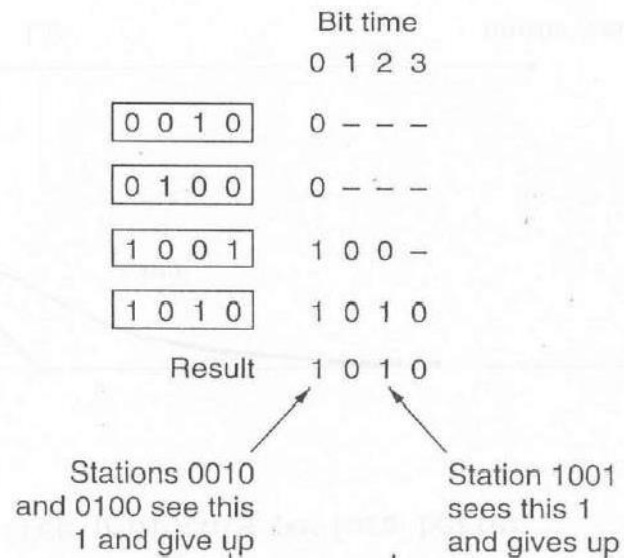 Bit time
0 1 2 3
0 0 1 0 0 – – –
0 1 0 0 0 – – –
1 0 0 1 1 0 0 –
1 0 1 0 1 0 1 0
Result 1 0 1 0
Stations 0010
and 0100 see this
1 and give up
Station 1001
sees this 1
and gives up